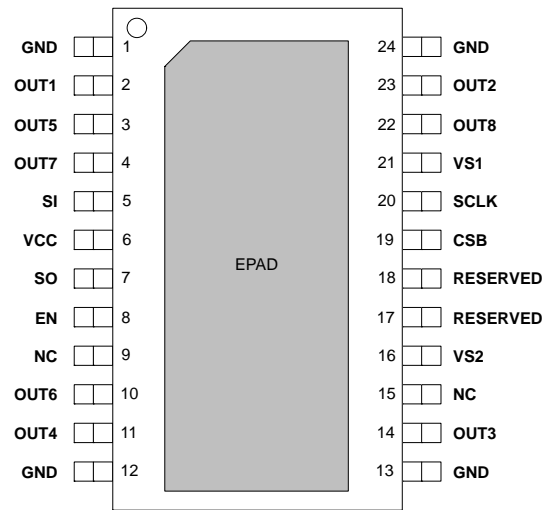 GND 1 24 GND
OUT1 2 23 OUT2
OUT5 3 22 OUT8
OUT7 4 21 VS1
SI 5 20 SCLK
VCC 6 19 CSB
EPAD
SO 7 18 RESERVED
EN 8 17 RESERVED
NC 9 16 VS2
OUT6 10 15 NC
OUT4 11 14 OUT3
GND 12 13 GND